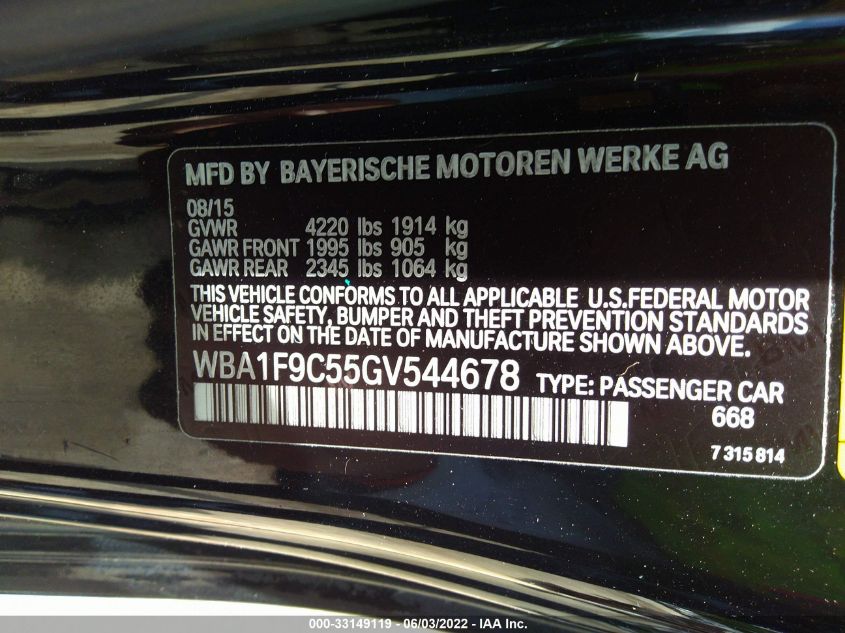 MFD BY BAYERISCHE MOTOREN WERKE AG
08/15
GVWR 4220 lbs 1914 kg
GAWR FRONT 1995 lbs 905 kg
GAWR REAR 2345 lbs 1064 kg
THIS VEHICLE CONFORMS TO ALL APPLICABLE U.S.FEDERAL MOTOR
VEHICLE SAFETY, BUMPER AND THEFT PREVENTION STANDARDS
IN EFFECT ON THE DATE OF MANUFACTURE SHOWN ABOVE.
WBA1F9C55GV544678 TYPE: PASSENGER CAR
668
7 315 814
000-33149119 - 06/03/2022 - IAA Inc.